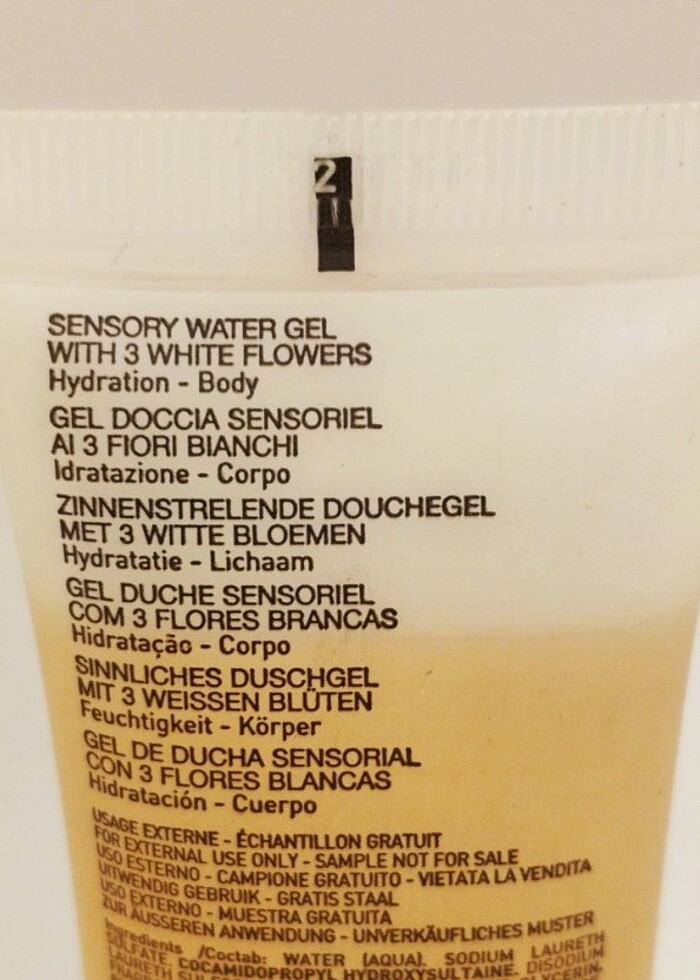 2
SENSORY WATER GEL
WITH 3 WHITE FLOWERS
Hydration - Body
GEL DOCCIA SENSORIEL
AI 3 FIORI BIANCHI
Idratazione - Corpo
ZINNENSTRELENDE DOUCHEGEL
MET 3 WITTE BLOEMEN
Hydratatie - Lichaam
GEL DUCHE SENSORIEL
COM 3 FLORES BRANCAS
Hidratação - Corpo
SINNLICHES DUSCHGEL
MIT 3 WEISSEN BLÜTEN
Feuchtigkeit - Körper
GEL DE DUCHA SENSORIAL
CON 3 FLORES BLANCAS
Hidratación - Cuerpo
USAGE EXTERNE - ÉCHANTILLON GRATUIT
FOR EXTERNAL USE ONLY - SAMPLE NOT FOR SALE
USO ESTERNO - CAMPIONE GRATUITO - VIETATA LA VENDITA
UITWENDIG GEBRUIK - GRATIS STAAL
USO EXTERNO - MUESTRA GRATUITA
ZUR ÄUSSEREN ANWENDUNG - UNVERKÄUFLICHES MUSTER
Ingredients /Coctab: WATER (AQUA), SODIUM LAURETH
SULFATE, COCAMIDOPROPYL HYDROXYSULTAINE, DISODIUM
LAURETH